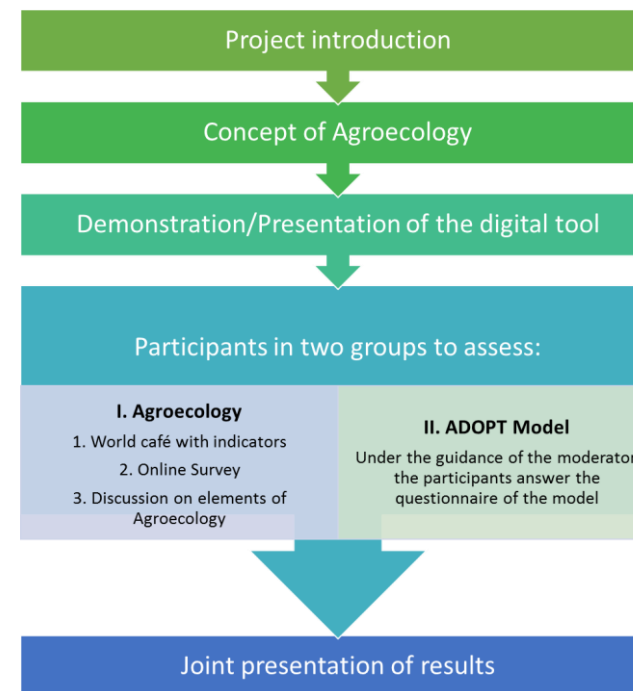 Project introduction
Concept of Agroecology
Demonstration/Presentation of the digital tool
Participants in two groups to assess:
I. Agroecology
1. World café with indicators
2. Online Survey
3. Discussion on elements of
Agroecology
II. ADOPT Model
Under the guidance of the moderator
the participants answer the
questionnaire of the model
Joint presentation of results